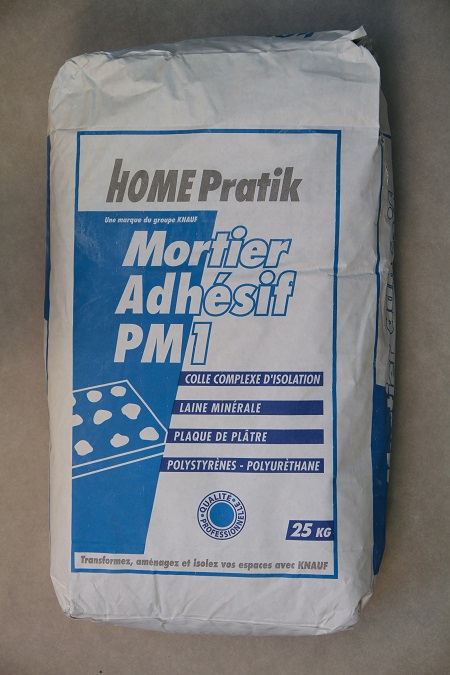 HOME Pratik
Une marque du groupe KNAUF
Mortier
Adhésif
PM1
COLLE COMPLEXE D'ISOLATION
LAINE MINÉRALE
PLAQUE DE PLÂTRE
POLYSTYRÈNES - POLYURÉTHANE
QUALITÉ
PROFESSIONNELLE
25 KG
Transformez, aménagez et isolez vos espaces avec KNAUF